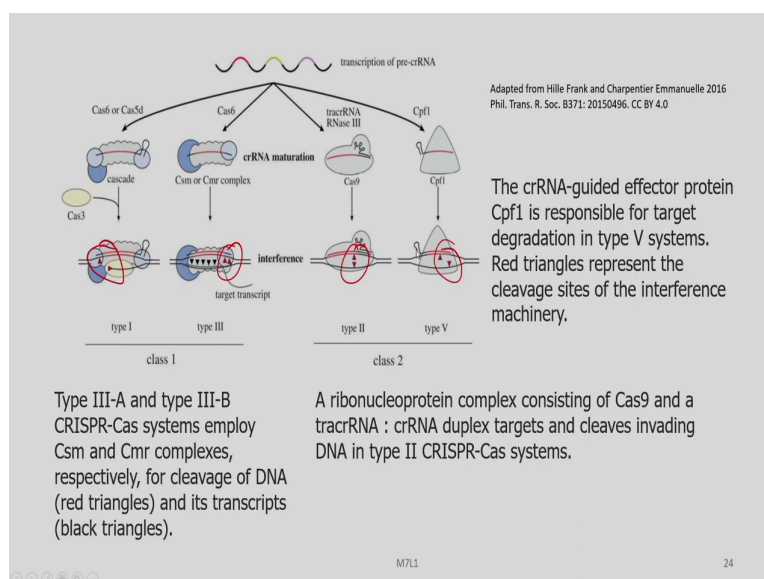 transcription of pre-crRNA
Adapted from Hille Frank and Charpentier Emmanuelle 2016
Phil. Trans. R. Soc. B371: 20150496. CC BY 4.0
Cas6 or Cas5d
Cas6
tracrRNA
RNase III
Cpf1
crRNA maturation
cascade
Csm or Cmr complex
Cas9
Cpf1
Cas3
The crRNA-guided effector protein
Cpf1 is responsible for target
degradation in type V systems.
Red triangles represent the
cleavage sites of the interference
machinery.
interference
target transcript
type I
type III
type II
type V
class 1
class 2
Type III-A and type III-B
CRISPR-Cas systems employ
Csm and Cmr complexes,
respectively, for cleavage of DNA
(red triangles) and its transcripts
(black triangles).
A ribonucleoprotein complex consisting of Cas9 and a
tracrRNA : crRNA duplex targets and cleaves invading
DNA in type II CRISPR-Cas systems.
M7L1
24